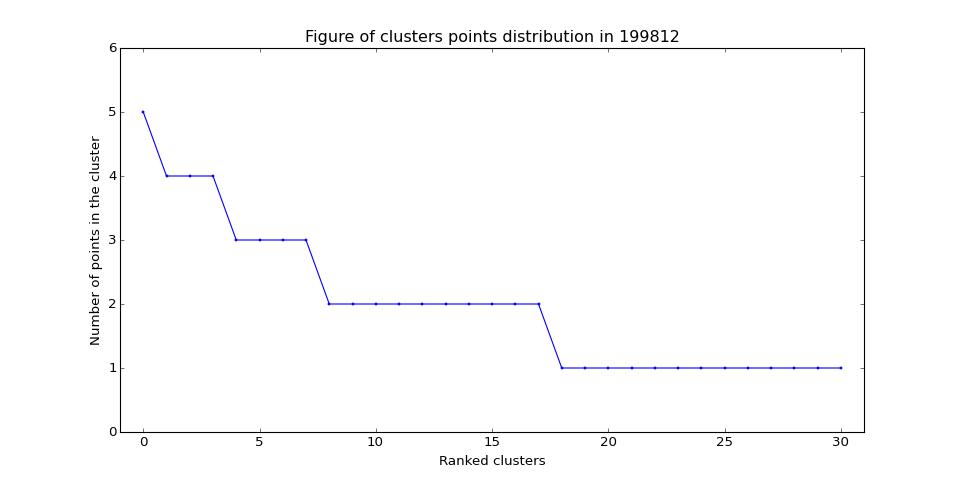 Figure of clusters points distribution in 199812
6
5
4
3
2
1
0
Number of points in the cluster
0 5 10 15 20 25 30
Ranked clusters